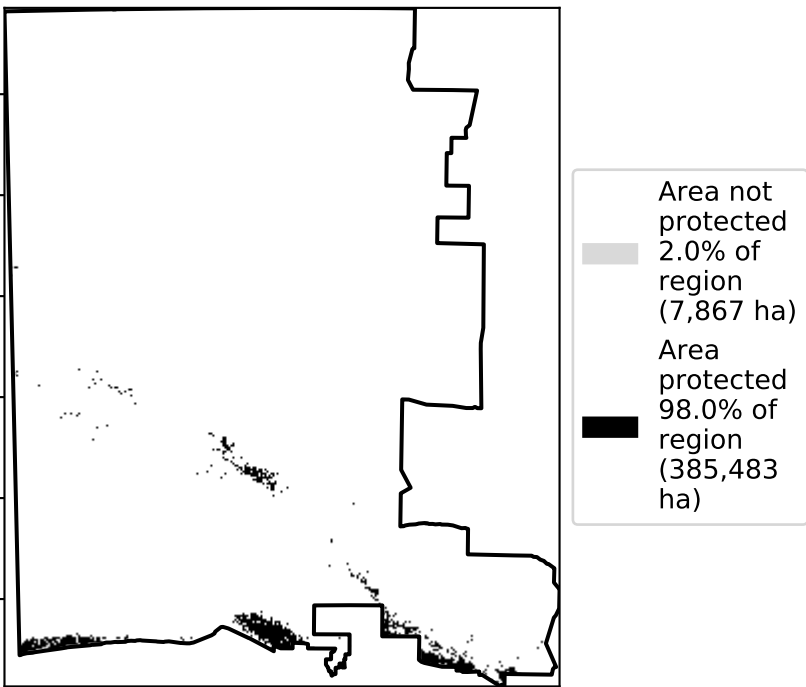 Area not
protected
2.0% of
region
(7,867 ha)
Area
protected
98.0% of
region
(385,483
ha)